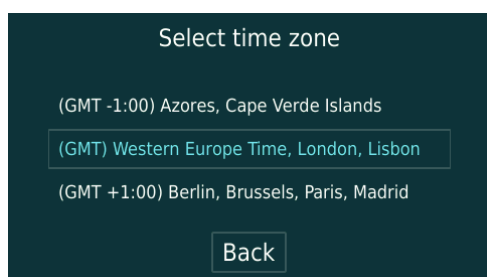 Select time zone
(GMT -1:00) Azores, Cape Verde Islands
(GMT) Western Europe Time, London, Lisbon
(GMT +1:00) Berlin, Brussels, Paris, Madrid
Back